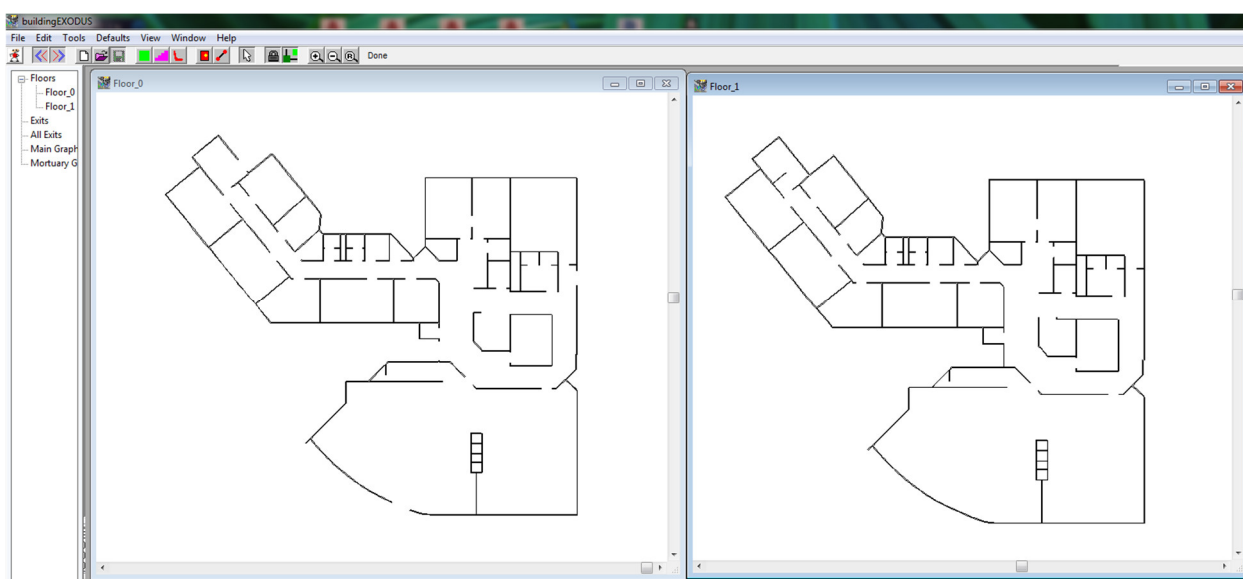 buildingEXODUS
File Edit Tools Defaults View Window Help
Done
Floors
Floor_0
Floor_1
Exits
All Exits
Main Graph
Mortuary G
Floor_0
Floor_1